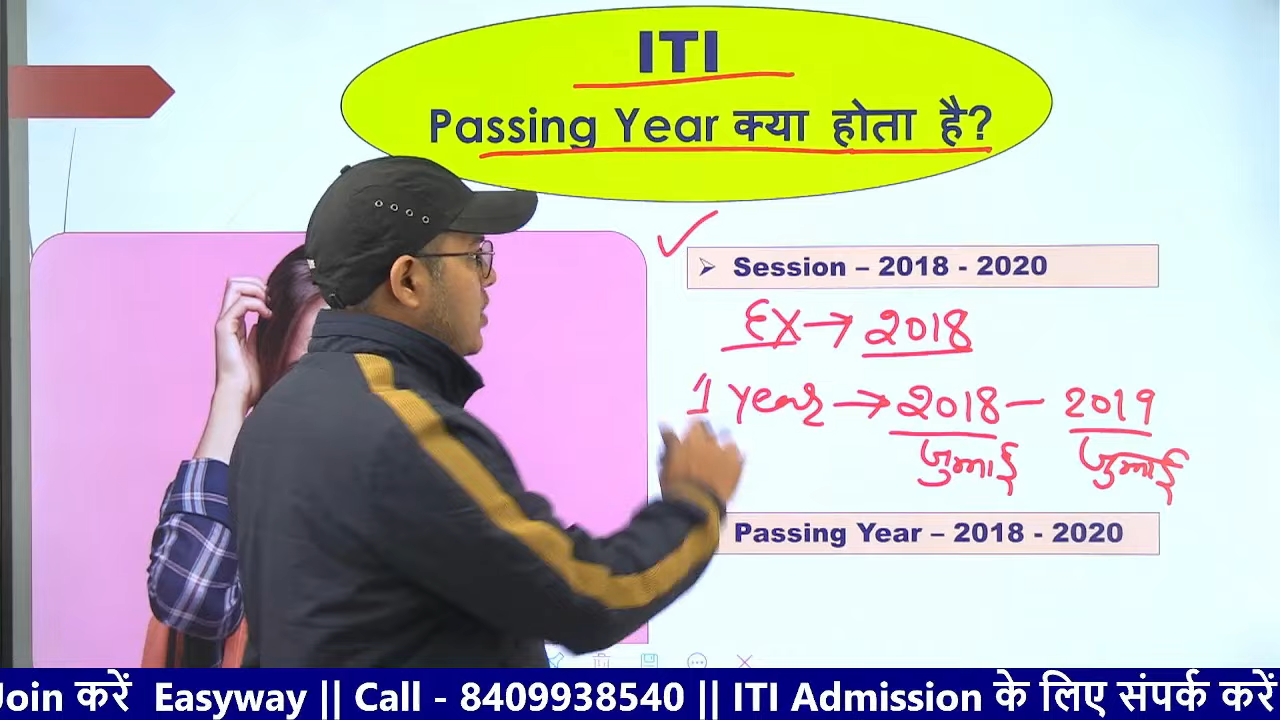 ITI
Passing Year क्या होता है?
➢ Session – 2018 - 2020
EX → 2018
1 year → 2018 – 2019
जुलाई जुलाई
Passing Year – 2018 - 2020
Join करें Easyway || Call - 8409938540 || ITI Admission के लिए संपर्क करें